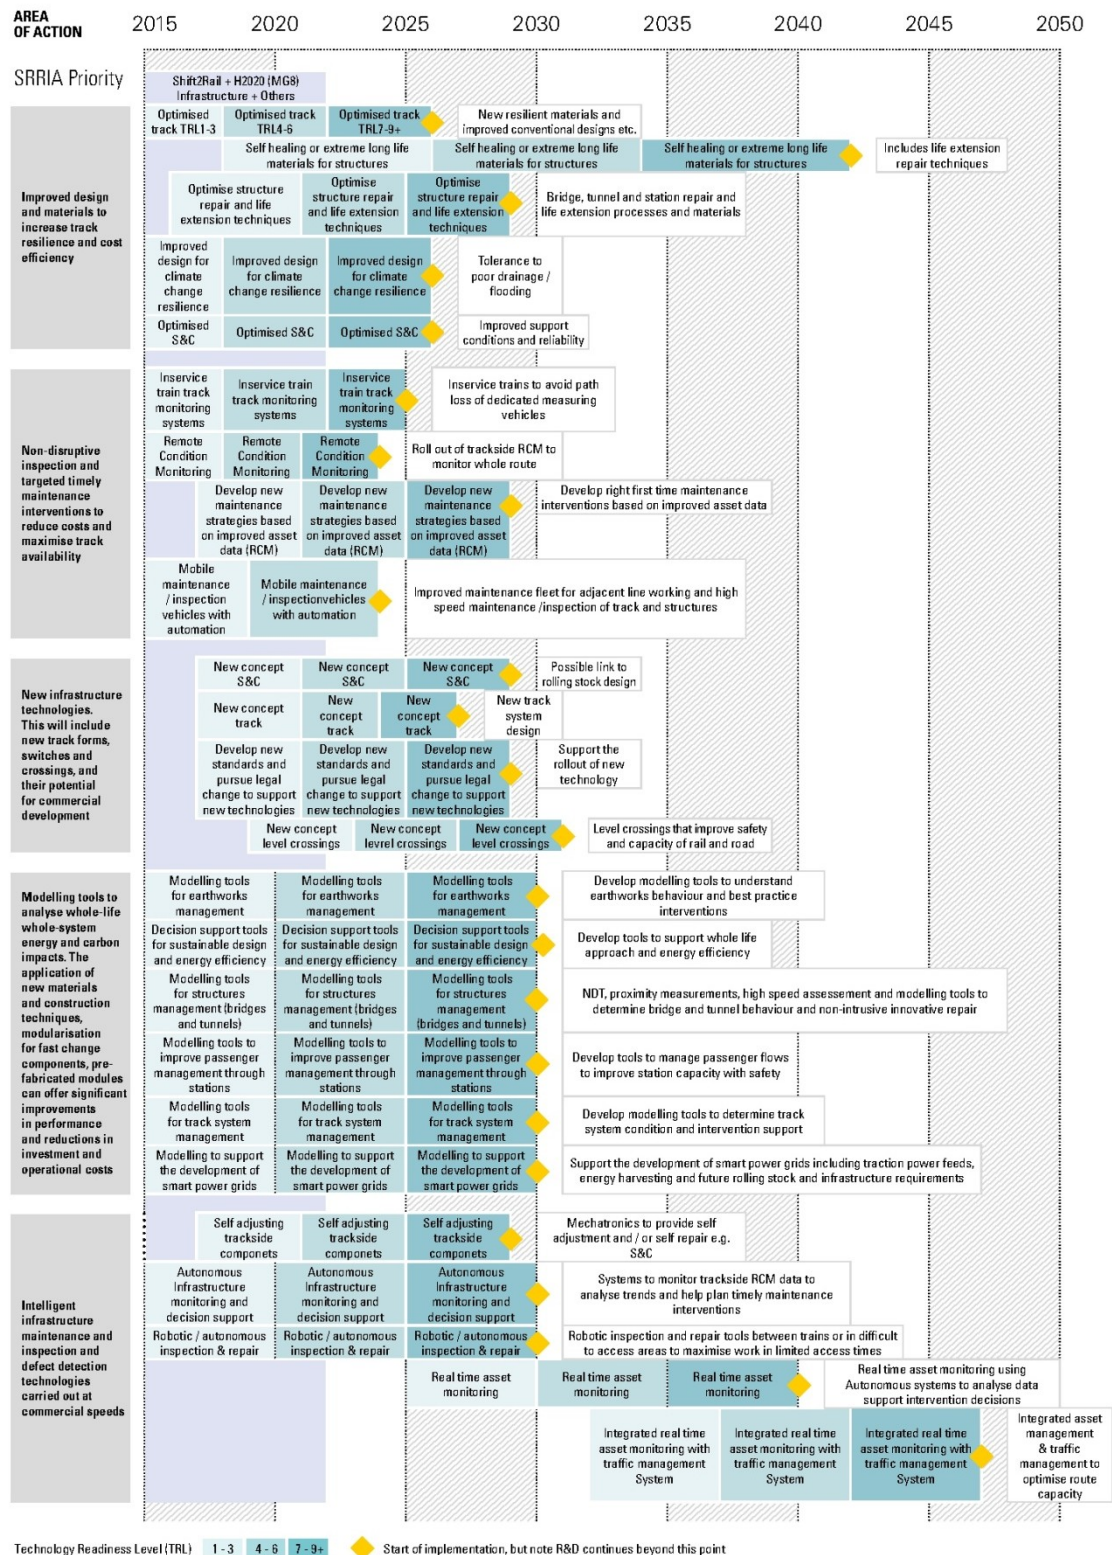 AREA
OF ACTION
2015 2020 2025 2030 2035 2040 2045 2050
SRRIA Priority
Shift2Rail + H2020 (MG8)
Infrastructure + Others
Improved design
and materials to
increase track
resilience and cost
efficiency
Optimised
track TRL1-3
Optimised track
TRL4-6
Optimised track
TRL7-9+
New resilient materials and
improved conventional designs etc.
Self healing or extreme long life
materials for structures
Self healing or extreme long life
materials for structures
Self healing or extreme long life
materials for structures
Includes life extension
repair techniques
Optimise structure
repair and life
extension techniques
Optimise
structure repair
and life extension
techniques
Optimise
structure repair
and life extension
techniques
Bridge, tunnel and station repair and
life extension processes and materials
Improved
design for
climate
change
resilience
Improved design
for climate
change resilience
Improved design
for climate
change resilience
Tolerance to
poor drainage /
flooding
Optimised
S&C
Optimised S&C
Optimised S&C
Improved support
conditions and reliability
Non-disruptive
inspection and
targeted timely
maintenance
interventions to
reduce costs and
maximise track
availability
Inservice
train track
monitoring
systems
Inservice train
track monitoring
systems
Inservice
train track
monitoring
systems
Inservice trains to avoid path
loss of dedicated measuring
vehicles
Remote
Condition
Monitoring
Remote
Condition
Monitoring
Remote
Condition
Monitoring
Roll out of trackside RCM to
monitor whole route
Develop new
maintenance
strategies based
on improved asset
data (RCM)
Develop new
maintenance
strategies based
on improved asset
data (RCM)
Develop new
maintenance
strategies based
on improved asset
data (RCM)
Develop right first time maintenance
interventions based on improved asset data
Mobile
maintenance
/ inspection
vehicles with
automation
Mobile maintenance
/ inspectionvehicles
with automation
Improved maintenance fleet for adjacent line working and high
speed maintenance /inspection of track and structures
New infrastructure
technologies.
This will include
new track forms,
switches and
crossings, and
their potential
for commercial
development
New concept
S&C
New concept
S&C
New concept
S&C
Possible link to
rolling stock design
New concept
track
New
concept
track
New
concept
track
New track
system
design
Develop new
standards and
pursue legal
change to support
new technologies
Develop new
standards and
pursue legal
change to support
new technologies
Develop new
standards and
pursue legal
change to support
new technologies
Support the
rollout of new
technology
New concept
level crossings
New concept
levrel crossings
New concept
level crossings
Level crossings that improve safety
and capacity of rail and road
Modelling tools to
analyse whole-life
whole-system
energy and carbon
impacts. The
application of
new materials
and construction
techniques,
modularisation
for fast change
components, pre-
fabricated modules
can offer significant
improvements
in performance
and reductions in
investment and
operational costs
Modelling tools
for earthworks
management
Modelling tools
for earthworks
management
Modelling tools
for earthworks
management
Develop modelling tools to understand
earthworks behaviour and best practice
interventions
Decision support tools
for sustainable design
and energy efficiency
Decision support tools
for sustainable design
and energy efficiency
Decision support tools
for sustainable design
and energy efficiency
Develop tools to support whole life
approach and energy efficiency
Modelling tools
for structures
management (bridges
and tunnels)
Modelling tools
for structures
management (bridges
and tunnels)
Modelling tools
for structures
management (bridges
and tunnels)
NDT, proximity measurements, high speed assessement and modelling tools to
determine bridge and tunnel behaviour and non-intrusive innovative repair
Modelling tools to
improve passenger
management through
stations
Modelling tools to
improve passenger
management through
stations
Modelling tools to
improve passenger
management through
stations
Develop tools to manage passenger flows
to improve station capacity with safety
Modelling tools
for track system
management
Modelling tools
for track system
management
Modelling tools
for track system
management
Develop modelling tools to determine track
system condition and intervention support
Modelling to support
the development of
smart power grids
Modelling to support
the development of
smart power grids
Modelling to support
the development of
smart power grids
Support the development of smart power grids including traction power feeds,
energy harvesting and future rolling stock and infrastructure requirements
Intelligent
infrastructure
maintenance and
inspection and
defect detection
technologies
carried out at
commercial speeds
Self adjusting
trackside
componets
Self adjusting
trackside
componets
Self adjusting
trackside
componets
Mechatronics to provide self
adjustment and / or self repair e.g.
S&C
Autonomous
Infrastructure
monitoring and
decision support
Autonomous
Infrastructure
monitoring and
decision support
Autonomous
Infrastructure
monitoring and
decision support
Systems to monitor trackside RCM data to
analyse trends and help plan timely maintenance
interventions
Robotic / autonomous
inspection & repair
Robotic / autonomous
inspection & repair
Robotic / autonomous
inspection & repair
Robotic inspection and repair tools between trains or in difficult
to access areas to maximise work in limited access times
Real time asset
monitoring
Real time asset
monitoring
Real time asset
monitoring
Real time asset monitoring using
Autonomous systems to analyse data
support intervention decisions
Integrated real time
asset monitoring with
traffic management
System
Integrated real time
asset monitoring with
traffic management
System
Integrated real time
asset monitoring with
traffic management
System
Integrated asset
management
& traffic
management to
optimise route
capacity
Technology Readiness Level (TRL) 1 - 3 4 - 6 7 - 9+ Start of implementation, but note R&D continues beyond this point